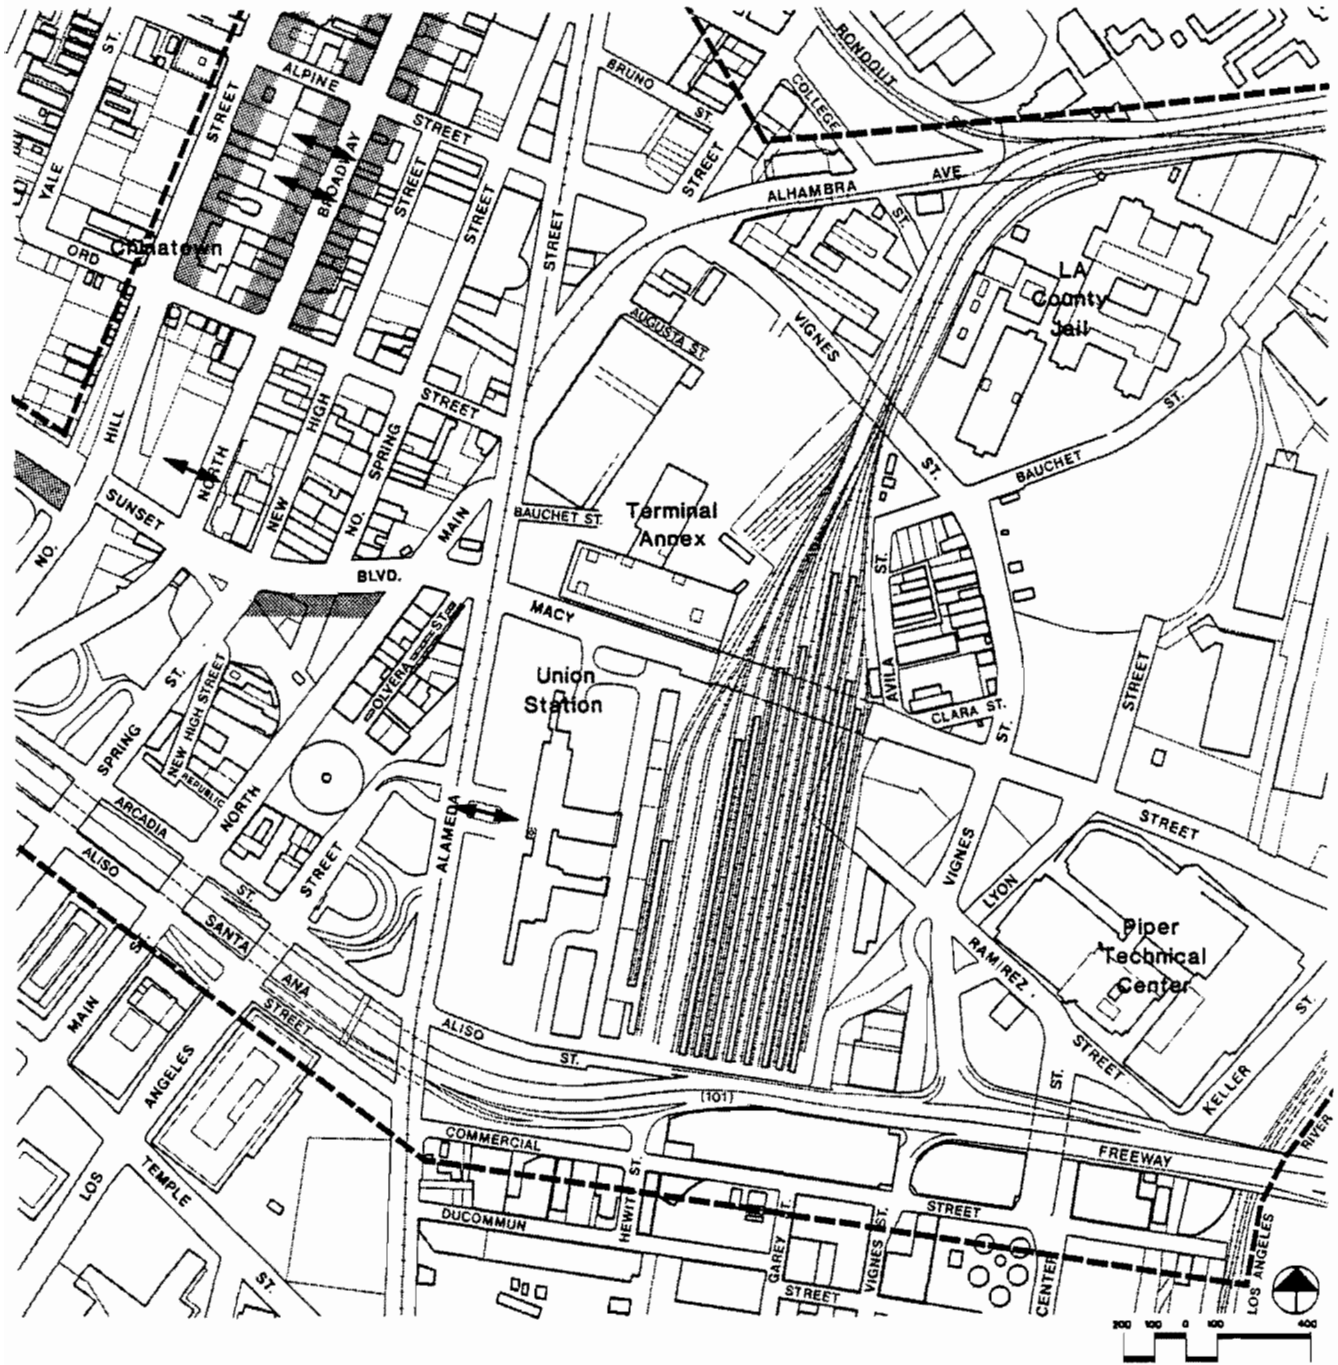 RONDOUT
ST.
BRUNO
ST.
ALPINE
COLLEGE
STREET
STREET
BROADWAY
STREET
STREET
YALE
ALHAMBRA
AVE
ST.
STREET
STREET
Chinatown
ORD
LA
County
Jail
AUGUSTA ST.
VIGNES
STREET
HILL
HIGH
SPRING
ST.
BAUCHET
ST.
NORTH
NEW
NO.
MAIN
SUNSET
BAUCHET ST.
Terminal
Annex
NO.
ST.
BLVD.
MACY
OLVERA
ST.
Union
Station
AVILA
CLARA ST.
ST.
STREET
ST.
NEW HIGH STREET
SPRING
REPUBLIC
NORTH
ARCADIA
ALAMEDA
STREET
ALISO
STREET
VIGNES
LYON
ST.
SANTA
Piper
Technical
Center
RAMIREZ
ST.
ANA
STREET
MAIN
ST.
ALISO
ST.
ANGELES
STREET
ST.
KELLER
(101)
RIVER
COMMERCIAL
ST.
FREEWAY
TEMPLE
LOS
DUCOMMUN
HEWITT
STREET
GAREY
ST.
VIGNES ST.
CENTER
LOS ANGELES
ST.
STREET
200 100 0 100 400